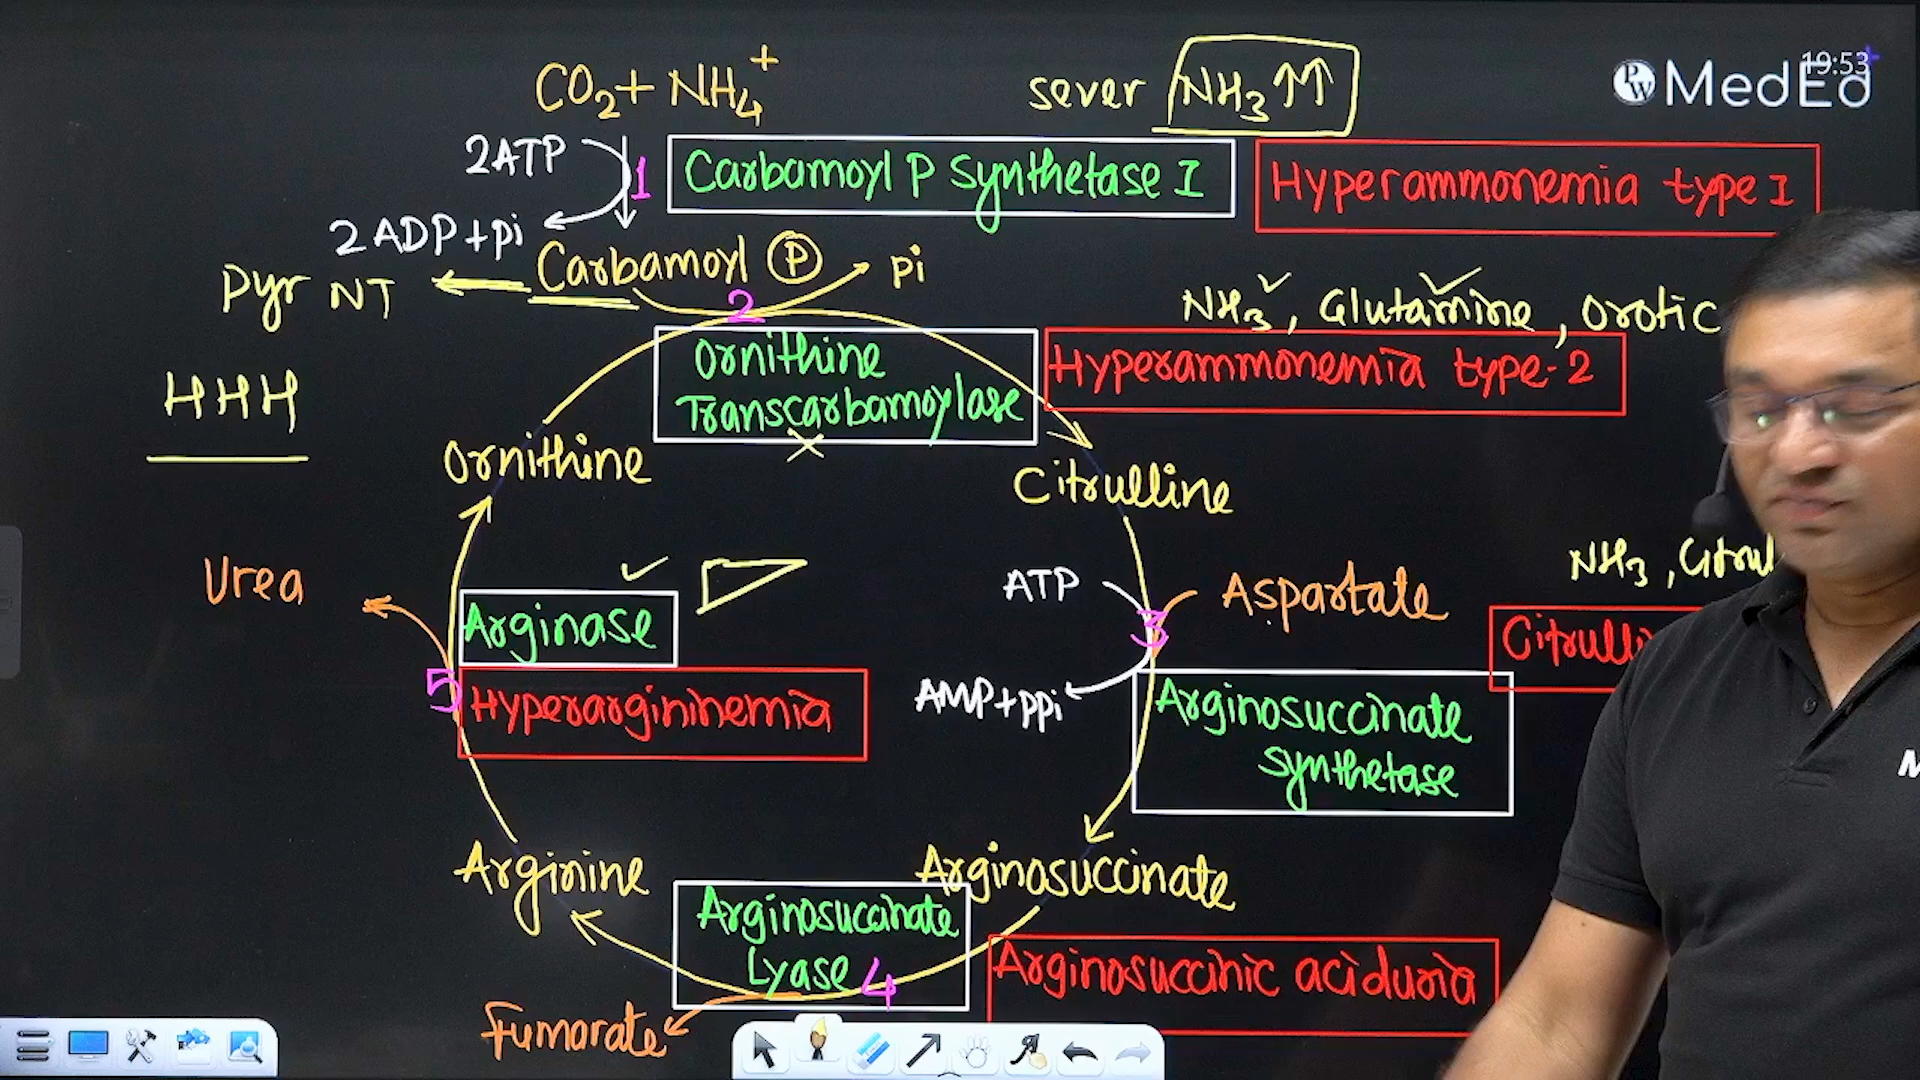 CO2 + NH4+
sever NH3↑↑
19:53
PW MedEd
2ATP
1
Carbamoyl P Synthetase I
Hyperammonemia type I
2 ADP+pi
Carbamoyl P
pi
Pyr NT
2
NH3, Glutamine, orotic
Ornithine
Transcarbamoylase
Hyperammonemia type-2
HHH
Ornithine
Citrulline
Urea
ATP
Aspartate
NH3,
Arginase
3
5
Hyperargininemia
AMP+ppi
Arginosuccinate
synthetase
Arginine
Arginosuccinate
Arginosuccinate
Lyase 4
Arginosuccinic aciduria
Fumarate